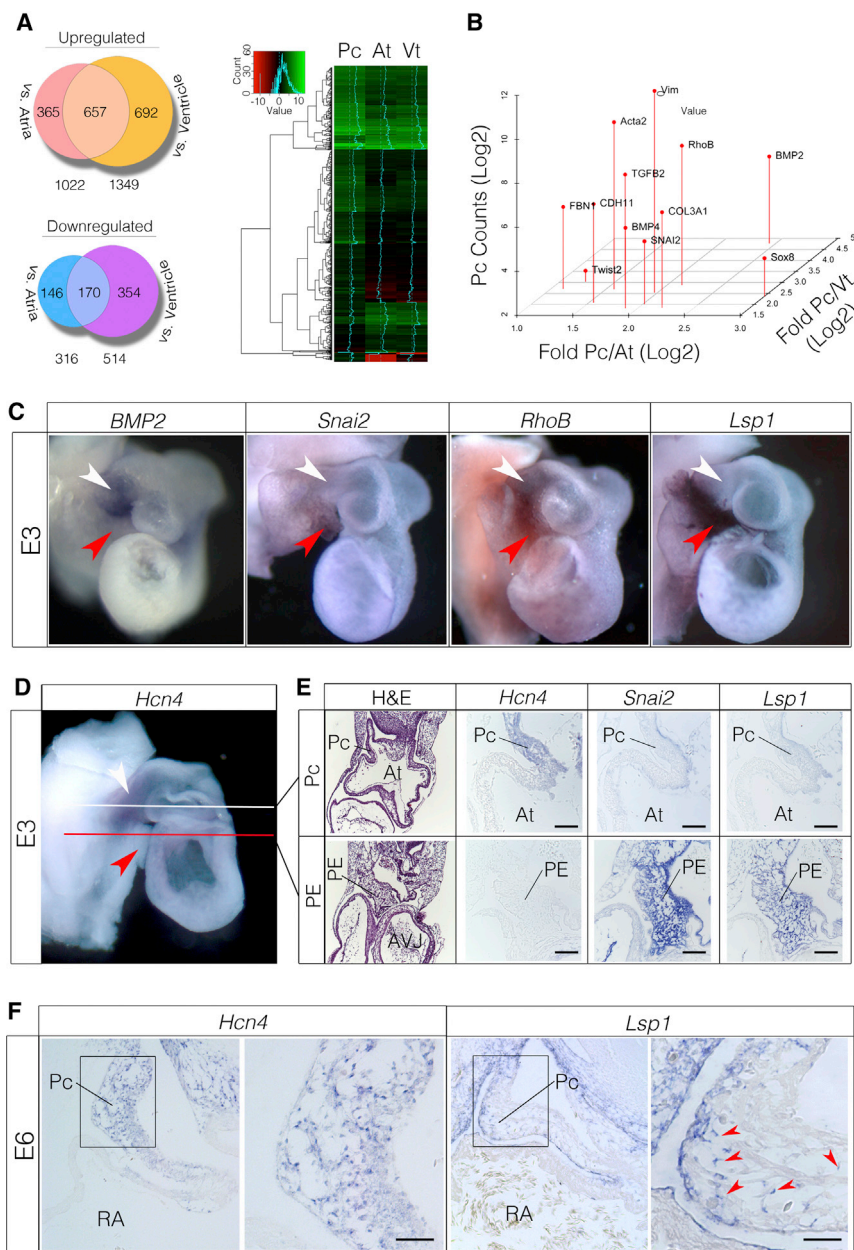 A
Upregulated
365
657
692
vs. Atria
vs. Ventricle
1022
1349
Downregulated
146
170
354
vs. Atria
vs. Ventricle
316
514
Count
0
30
60
-10
0
10
Value
Pc
At
Vt
B
Pc Counts (Log2)
12
10
8
6
4
2
Vim
Value
Acta2
RhoB
BMP2
TGFB2
FBN1
CDH11
COL3A1
BMP4
SNAI2
Twist2
Sox8
1.0
1.5
2.0
2.5
3.0
Fold Pc/At (Log2)
1.5
2.0
2.5
3.0
3.5
4.0
4.5
5
Fold Pc/Vt
(Log2)
C
BMP2
Snai2
RhoB
Lsp1
E3
D
Hcn4
E3
E
H&E
Hcn4
Snai2
Lsp1
Pc
Pc
At
Pc
At
Pc
At
Pc
At
PE
PE
AVJ
PE
PE
PE
F
Hcn4
Lsp1
E6
Pc
RA
Pc
RA